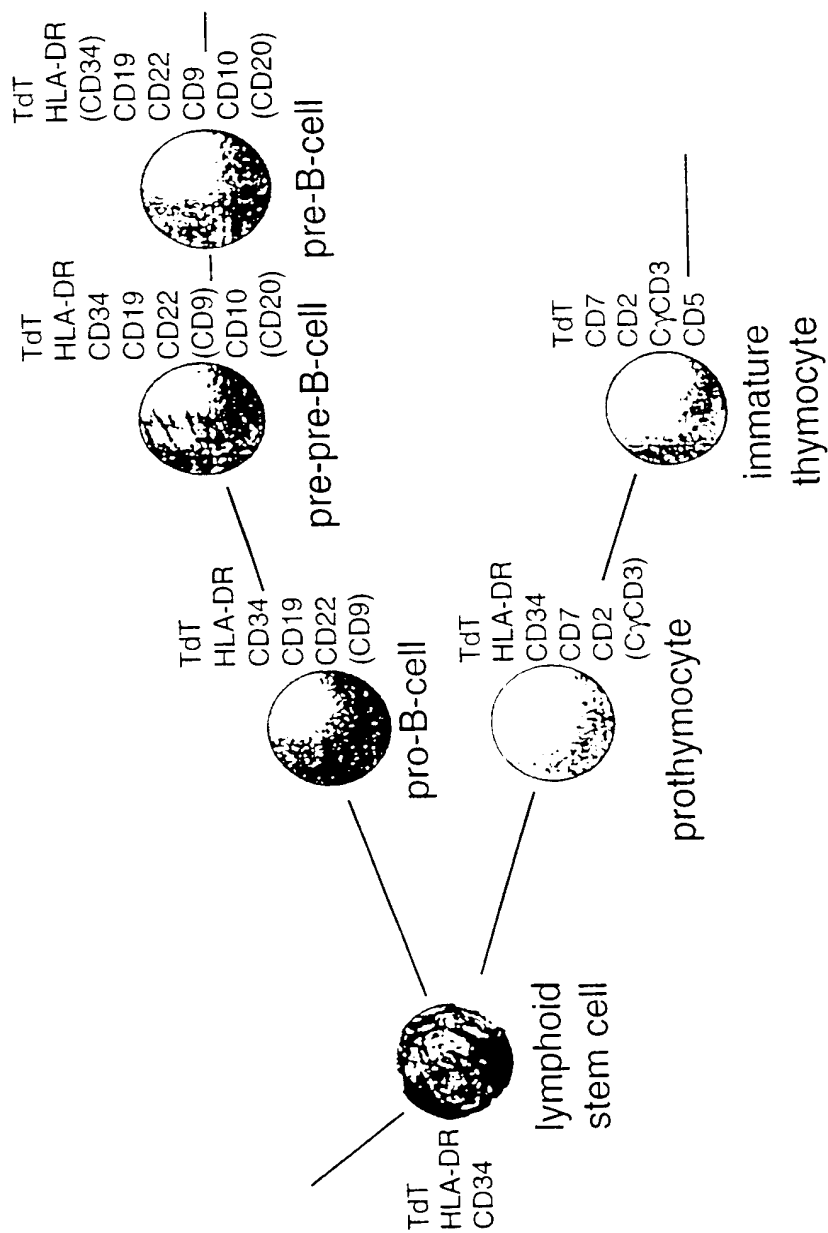 TdT
HLA-DR
CD34
lymphoid
stem cell
TdT
HLA-DR
CD34
CD19
CD22
(CD9)
pro-B-cell
TdT
HLA-DR
CD34
CD19
CD22
(CD9)
CD10
(CD20)
pre-pre-B-cell
TdT
HLA-DR
(CD34)
CD19
CD22
CD9
CD10
(CD20)
pre-B-cell
TdT
HLA-DR
CD34
CD7
CD2
(CγCD3)
prothymocyte
TdT
CD7
CD2
CγCD3
CD5
immature
thymocyte